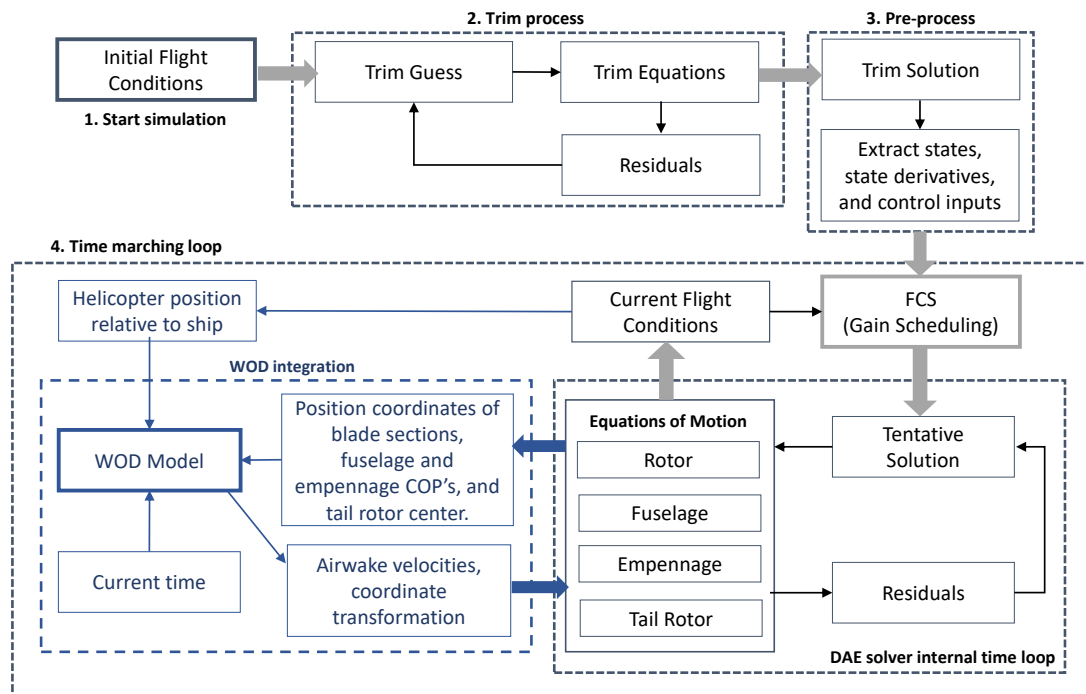 2. Trim process
3. Pre-process
Initial Flight
Conditions
Trim Guess
Trim Equations
Trim Solution
1. Start simulation
Residuals
Extract states,
state derivatives,
and control inputs
4. Time marching loop
Helicopter position
relative to ship
Current Flight
Conditions
FCS
(Gain Scheduling)
WOD integration
Position coordinates of
blade sections,
fuselage and
empennage COP's, and
tail rotor center.
WOD Model
Equations of Motion
Rotor
Fuselage
Empennage
Tail Rotor
Tentative
Solution
Current time
Airwake velocities,
coordinate
transformation
Residuals
DAE solver internal time loop